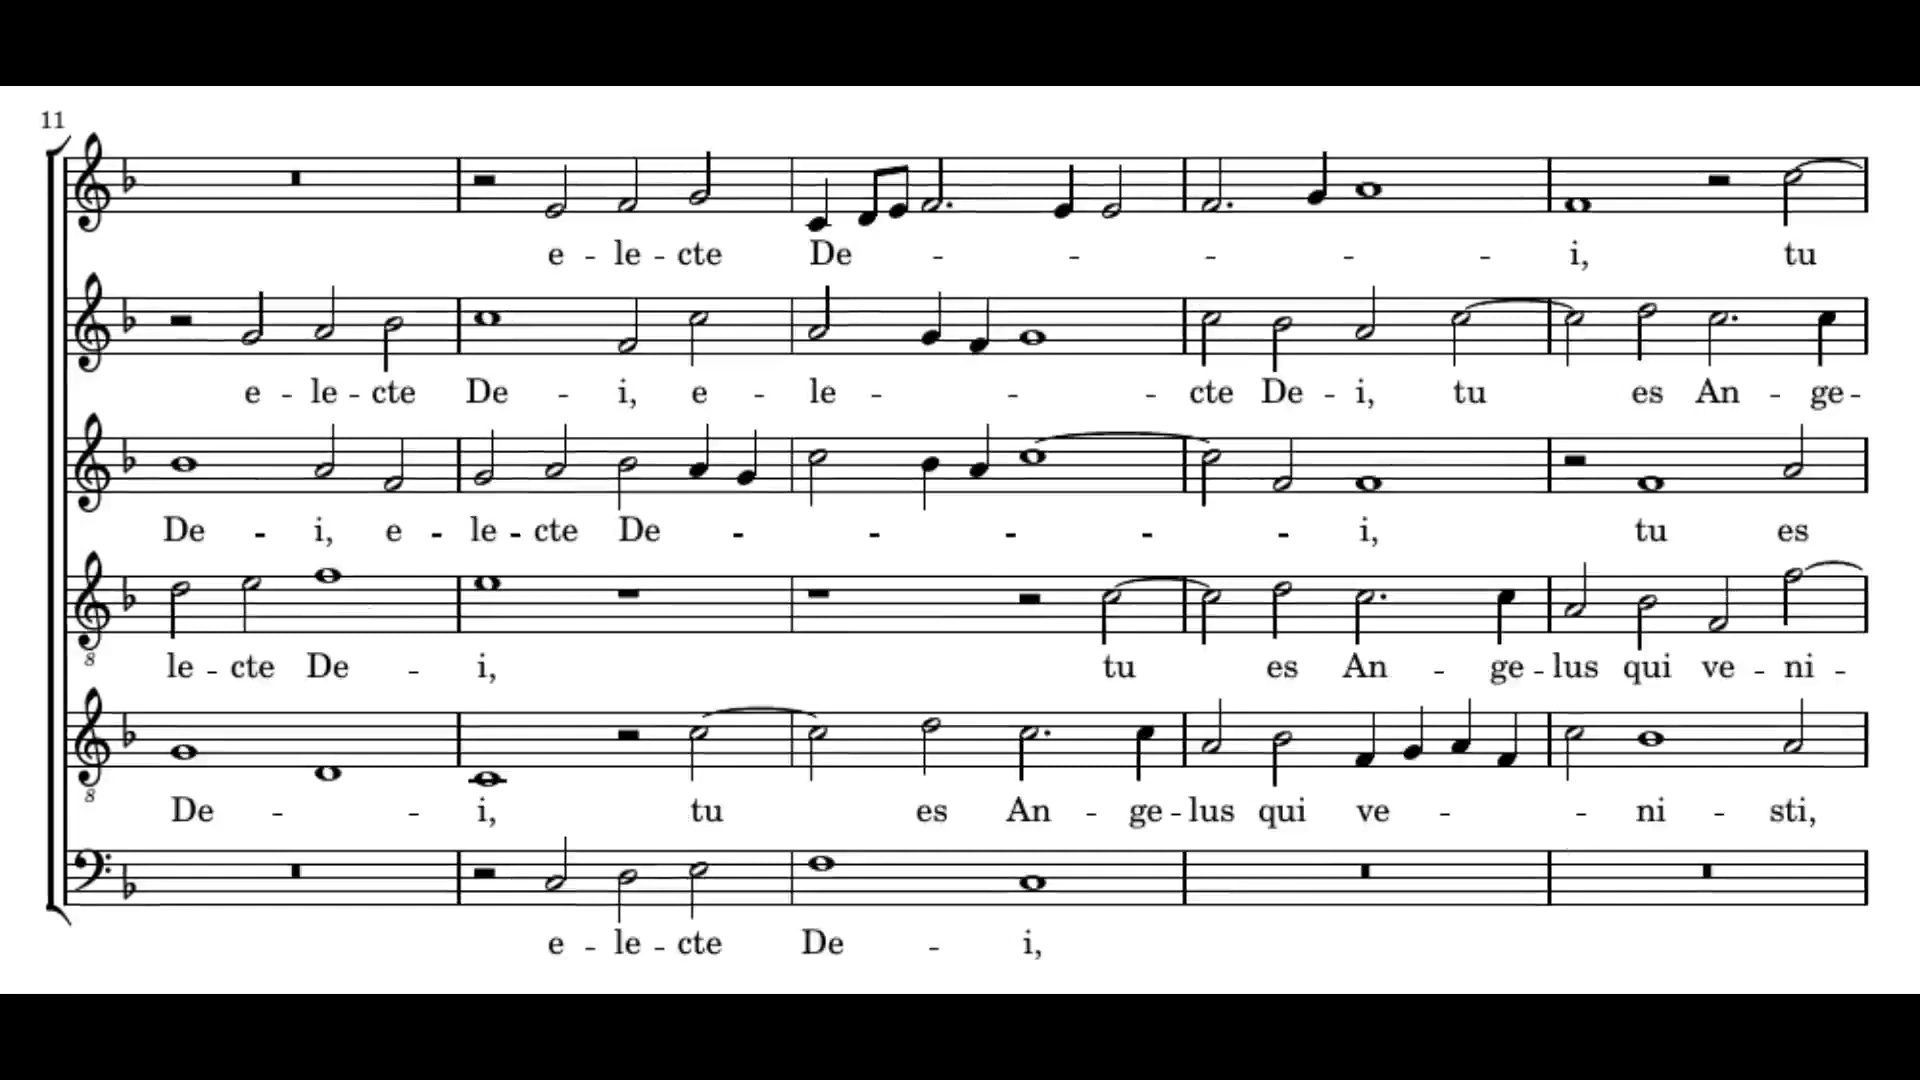 11
e - le - cte De - - - - - i, tu
e - le - cte De - i, e - le - - - cte De - i, tu es An - ge -
De - i, e - le - cte De - - - - - i, tu es
8
le - cte De - i, tu es An - ge - lus qui ve - ni -
8
De - - i, tu es An - ge - lus qui ve - - ni - sti,
e - le - cte De - i,